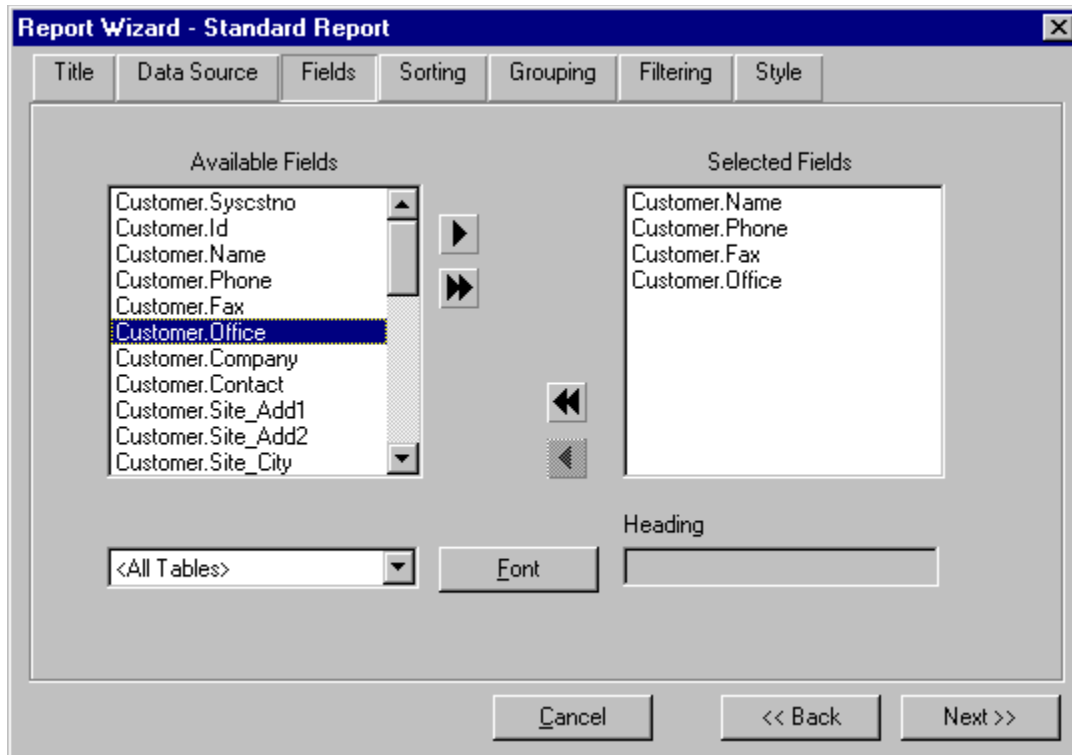 Report Wizard - Standard Report
Title Data Source Fields Sorting Grouping Filtering Style
Available Fields
Customer.Syscstno
Customer.Id
Customer.Name
Customer.Phone
Customer.Fax
Customer.Office
Customer.Company
Customer.Contact
Customer.Site_Add1
Customer.Site_Add2
Customer.Site_City
Selected Fields
Customer.Name
Customer.Phone
Customer.Fax
Customer.Office
<All Tables>
Font
Heading
Cancel
<< Back
Next >>